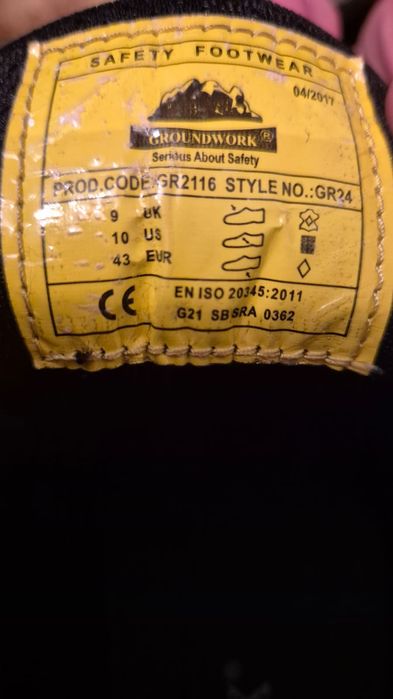 SAFETY FOOTWEAR
04/2017
GROUNDWORK®
Serious About Safety
PROD.CODE:GR2116 STYLE NO.:GR24
9 UK
10 US
43 EUR
CE EN ISO 20345:2011
G21 SB SRA 0362